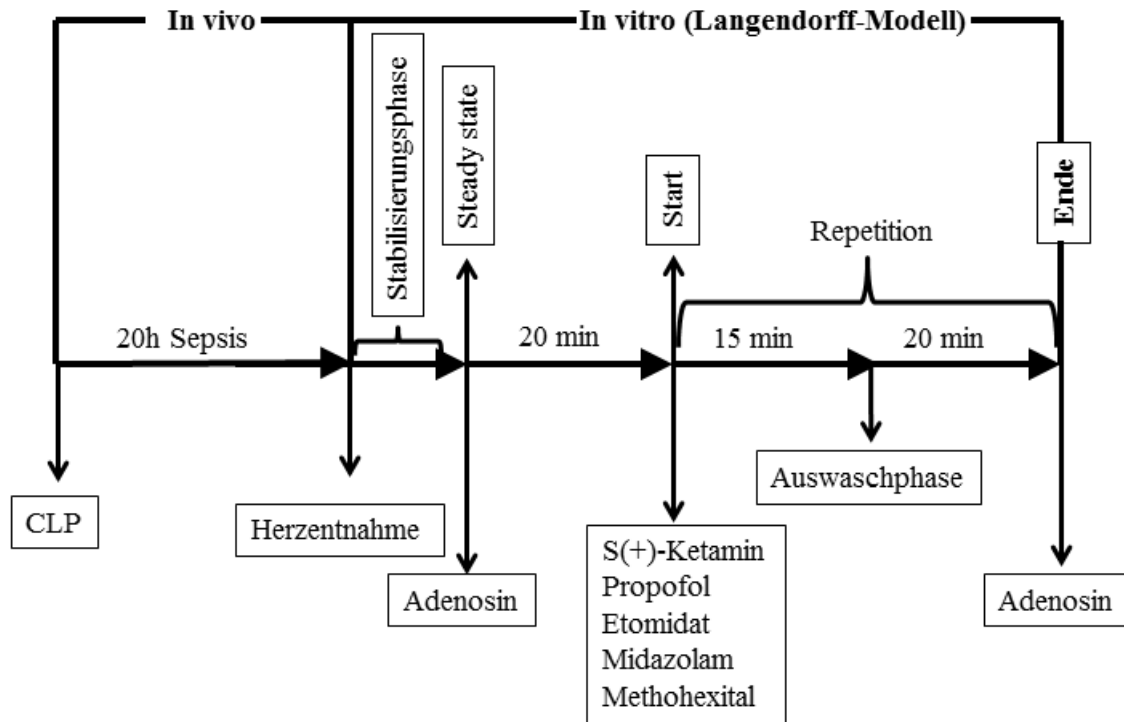 In vivo
In vitro (Langendorff-Modell)
Stabilisierungsphase
Steady state
Start
Ende
Repetition
20h Sepsis
20 min
15 min
20 min
CLP
Herzentnahme
Adenosin
S(+)-Ketamin
Propofol
Etomidat
Midazolam
Methohexital
Auswaschphase
Adenosin